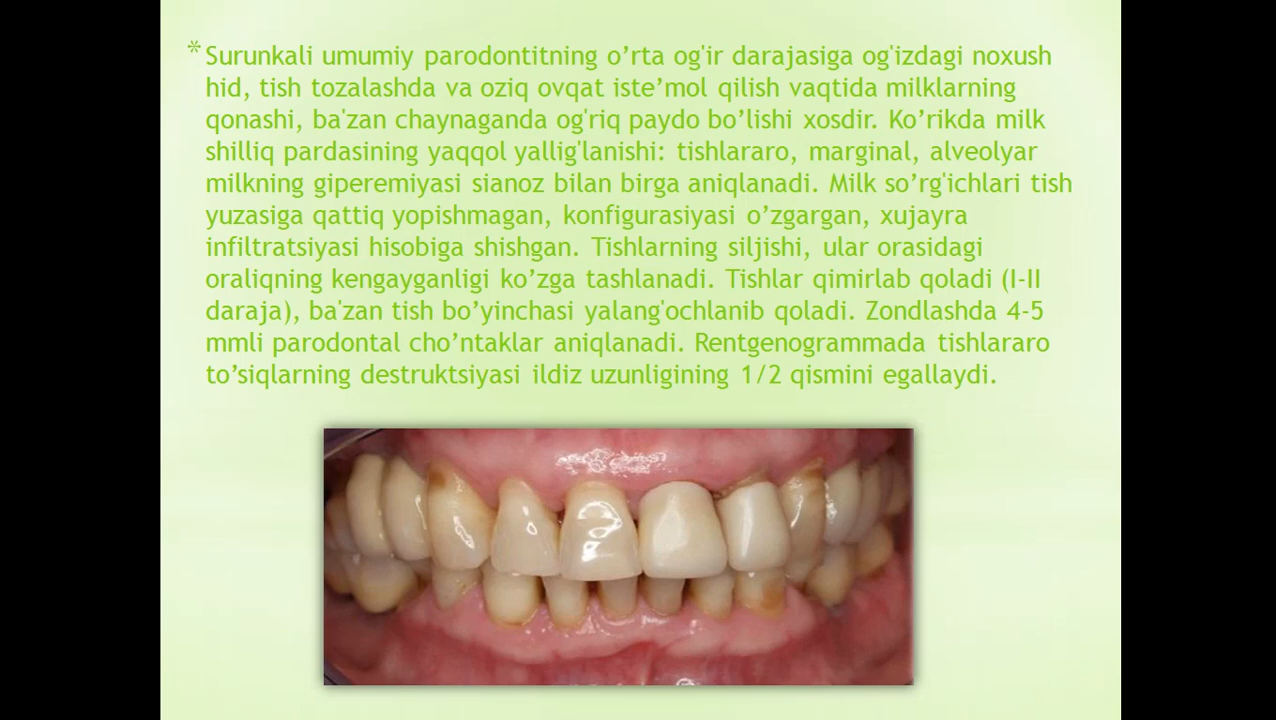 * Surunkali umumiy parodontitning o’rta og'ir darajasiga og'izdagi noxush
hid, tish tozalashda va oziq ovqat iste’mol qilish vaqtida milklarning
qonashi, ba'zan chaynaganda og'riq paydo bo’lishi xosdir. Ko’rikda milk
shilliq pardasining yaqqol yallig'lanishi: tishlararo, marginal, alveolyar
milkning giperemiyasi sianoz bilan birga aniqlanadi. Milk so’rg'ichlari tish
yuzasiga qattiq yopishmagan, konfigurasiyasi o’zgargan, xujayra
infiltratsiyasi hisobiga shishgan. Tishlarning siljishi, ular orasidagi
oraliqning kengayganligi ko’zga tashlanadi. Tishlar qimirlab qoladi (I-II
daraja), ba'zan tish bo’yinchasi yalang'ochlanib qoladi. Zondlashda 4-5
mmli parodontal cho’ntaklar aniqlanadi. Rentgenogrammada tishlararo
to’siqlarning destruktsiyasi ildiz uzunligining 1/2 qismini egallaydi.